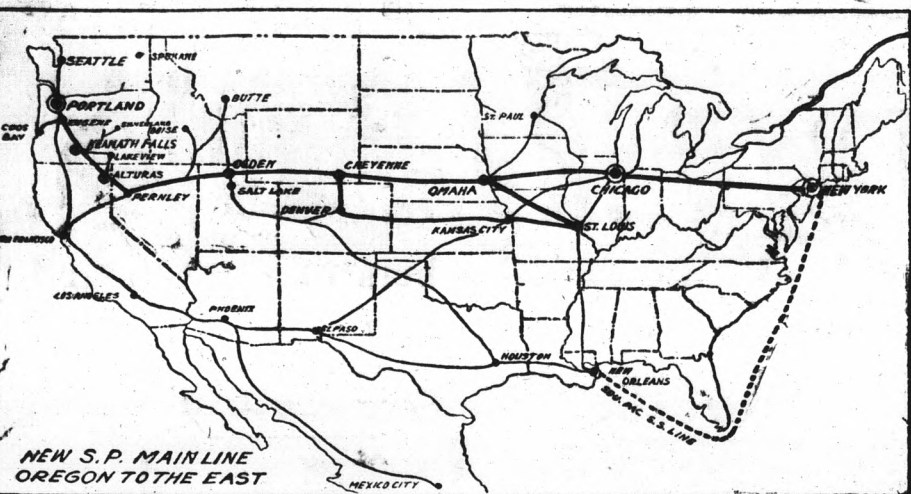 SEATTLE
SPOKANE
PORTLAND
BUTTE
ST. PAUL
COOS
BAY
EUGENE
BOISE
KLAMATH FALLS
LAKEVIEW
ALTURAS
OGDEN
CHEYENNE
CHICAGO
NEW YORK
FERNLEY
SALT LAKE
OMAHA
DENVER
KANSAS CITY
ST. LOUIS
SAN FRANCISCO
LOS ANGELES
PHOENIX
EL PASO
HOUSTON
NEW
ORLEANS
SOU. PAC. S.S. LINE
NEW S.P. MAIN LINE
OREGON TO THE EAST
MEXICO CITY